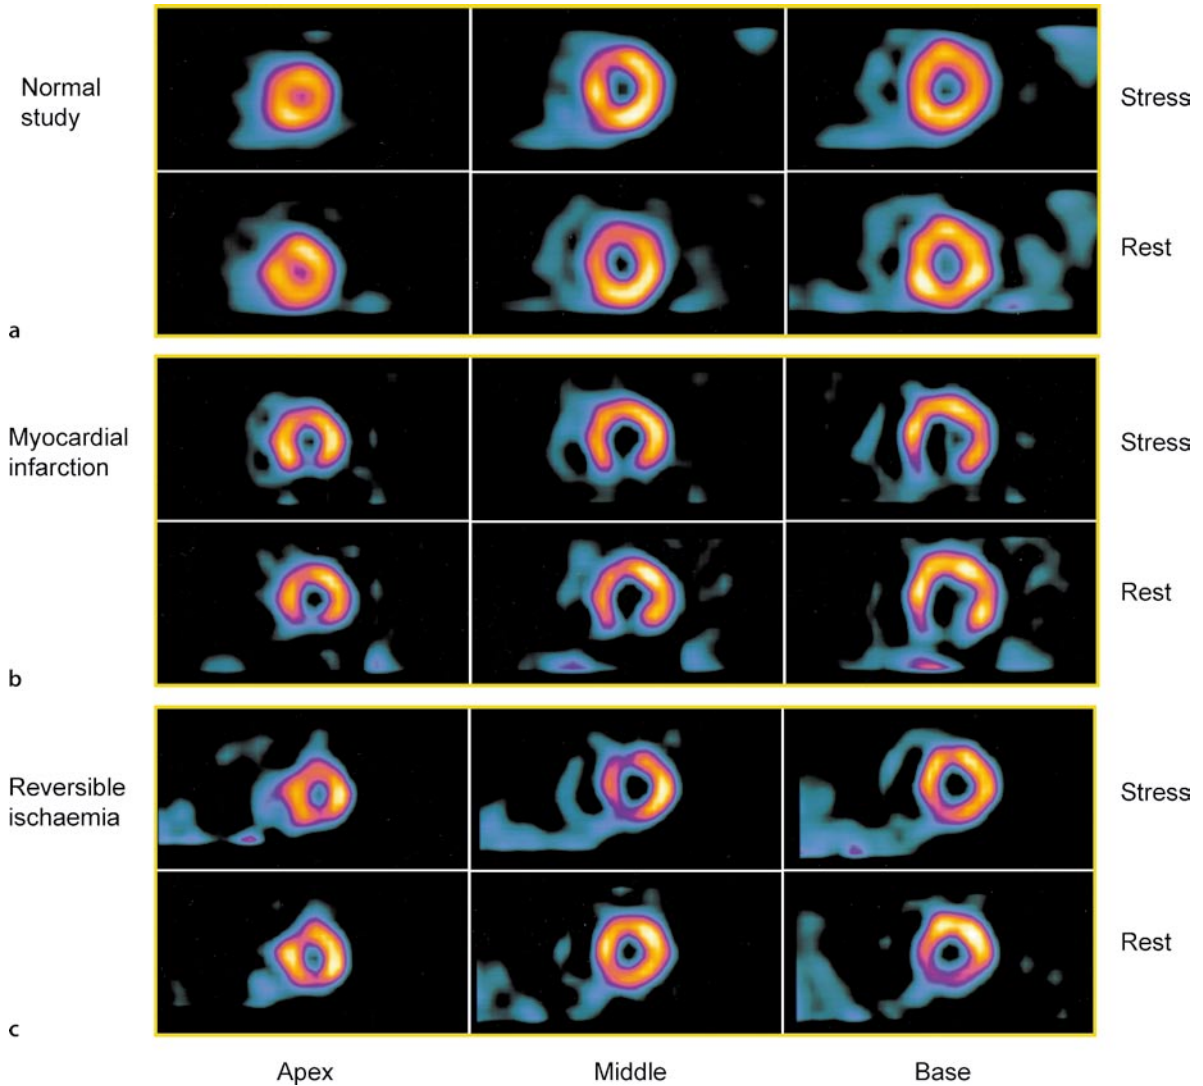 Normal
study
Stress
Rest
a
Myocardial
infarction
Stress
Rest
b
Reversible
ischaemia
Stress
Rest
c
Apex
Middle
Base